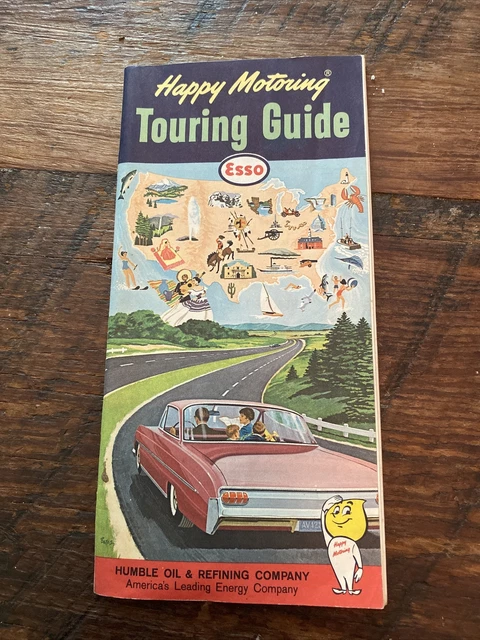 Happy Motoring®
Touring Guide
Esso
Happy
Motoring!
HUMBLE OIL & REFINING COMPANY
America's Leading Energy Company